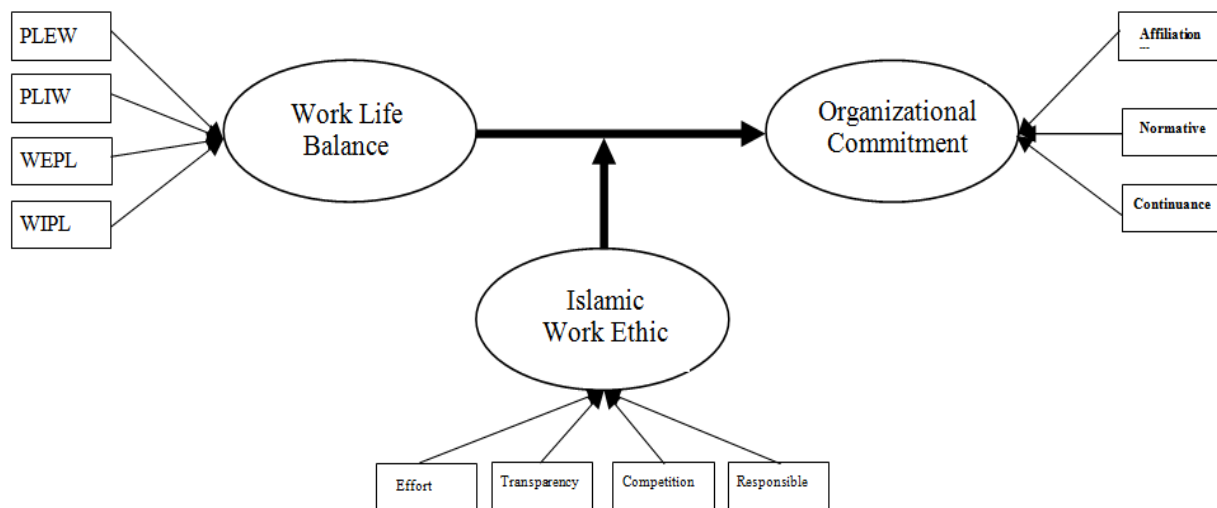 PLEW
PLIW
WEPL
WIPL
Work Life
Balance
Organizational
Commitment
Affiliation
Normative
Continuance
Islamic
Work Ethic
Effort
Transparency
Competition
Responsible